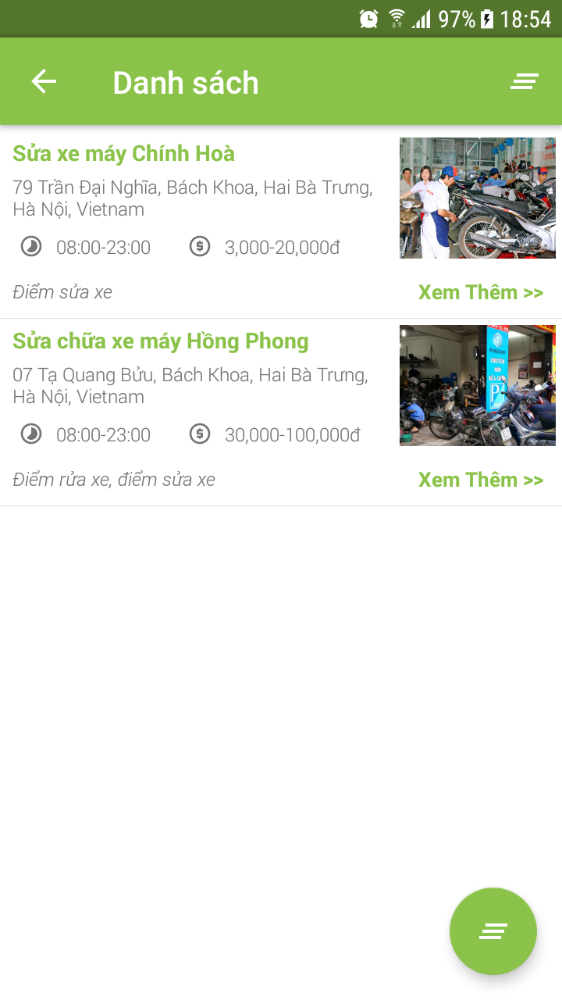 97% 18:54
Danh sách
Sửa xe máy Chính Hoà
79 Trần Đại Nghĩa, Bách Khoa, Hai Bà Trưng,
Hà Nội, Vietnam
08:00-23:00 3,000-20,000đ
Điểm sửa xe Xem Thêm >>
Sửa chữa xe máy Hồng Phong
07 Tạ Quang Bửu, Bách Khoa, Hai Bà Trưng,
Hà Nội, Vietnam
PIAGGIO
CHUYÊN
SƠN
08:00-23:00 30,000-100,000đ
Điểm rửa xe, điểm sửa xe Xem Thêm >>